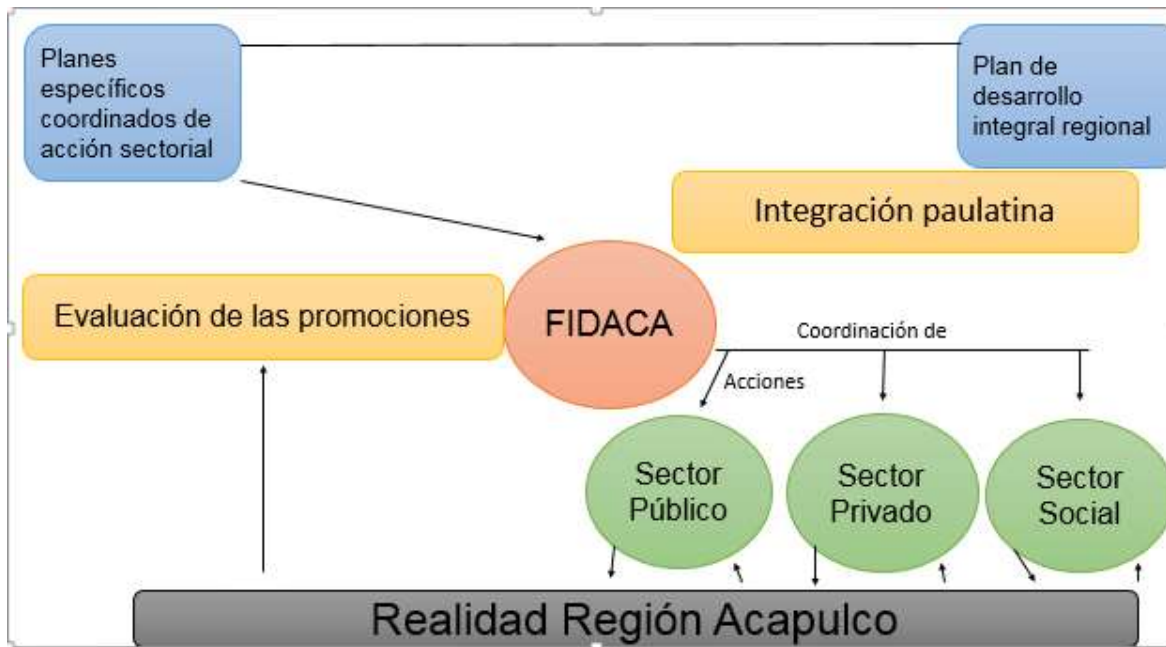 Planes
específicos
coordinados de
acción sectorial
Plan de
desarrollo
integral regional
Integración paulatina
Evaluación de las promociones
FIDACA
Coordinación de
Acciones
Sector
Público
Sector
Privado
Sector
Social
Realidad Región Acapulco